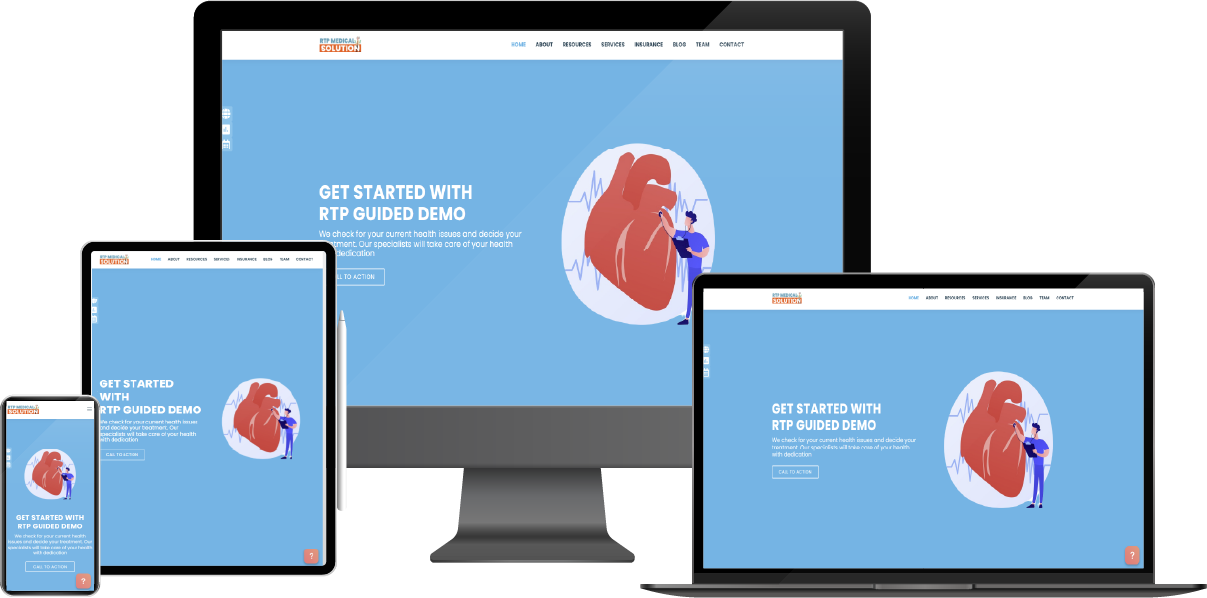 RTP MEDICAL
SOLUTION
HOME ABOUT RESOURCES SERVICES INSURANCE BLOG TEAM CONTACT
GET STARTED WITH
RTP GUIDED DEMO
We check for your current health issues and decide your
Our specialists will take care of your health
dedication
TO ACTION
RTP MEDICAL
SOLUTION
HOME ABOUT RESOURCES SERVICES INSURANCE BLOG TEAM CONTACT
GET STARTED
WITH
RTP GUIDED DEMO
We check for your current health issues
and decide your treatment. Our
specialists will take care of your health
with dedication
CALL TO ACTION
?
RTP MEDICAL
SOLUTION
GET STARTED WITH
RTP GUIDED DEMO
We check for your current health
issues and decide your treatment. Our
specialists will take care of your health
with dedication
CALL TO ACTION
?
RTP MEDICAL
SOLUTION
HOME ABOUT RESOURCES SERVICES INSURANCE BLOG TEAM CONTACT
GET STARTED WITH
RTP GUIDED DEMO
We check for your current health issues and decide your
treatment. Our specialists will take care of your health
with dedication
CALL TO ACTION
?